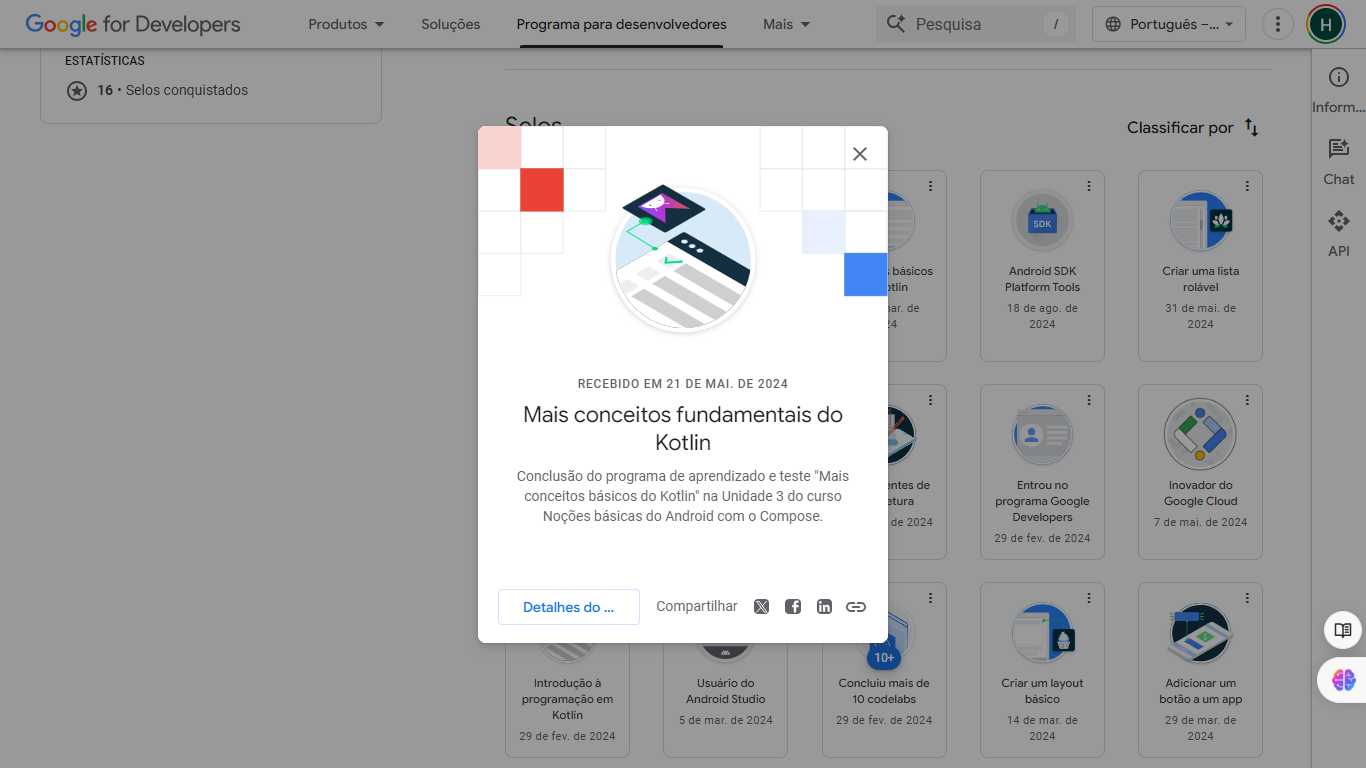 Google for Developers
Produtos
Soluções
Programa para desenvolvedores
Mais
Pesquisa
/
Português –...
H
ESTATÍSTICAS
16 • Selos conquistados
Selos
Classificar por
Inform...
Chat
API
básicos
18 de ago. de
2024
Android SDK
Platform Tools
SDK
Criar uma lista
rolável
31 de mai. de
2024
RECEBIDO EM 21 DE MAI. DE 2024
Mais conceitos fundamentais do
Kotlin
Conclusão do programa de aprendizado e teste "Mais
conceitos básicos do Kotlin" na Unidade 3 do curso
Noções básicas do Android com o Compose.
Detalhes do ...
Compartilhar
de 2024
Entrou no
programa Google
Developers
29 de fev. de 2024
Inovador do
Google Cloud
7 de mai. de 2024
Introdução à
programação em
Kotlin
29 de fev. de 2024
Usuário do
Android Studio
5 de mar. de 2024
10+
Concluiu mais de
10 codelabs
29 de fev. de 2024
Criar um layout
básico
14 de mar. de
2024
Adicionar um
botão a um app
29 de mar. de
2024